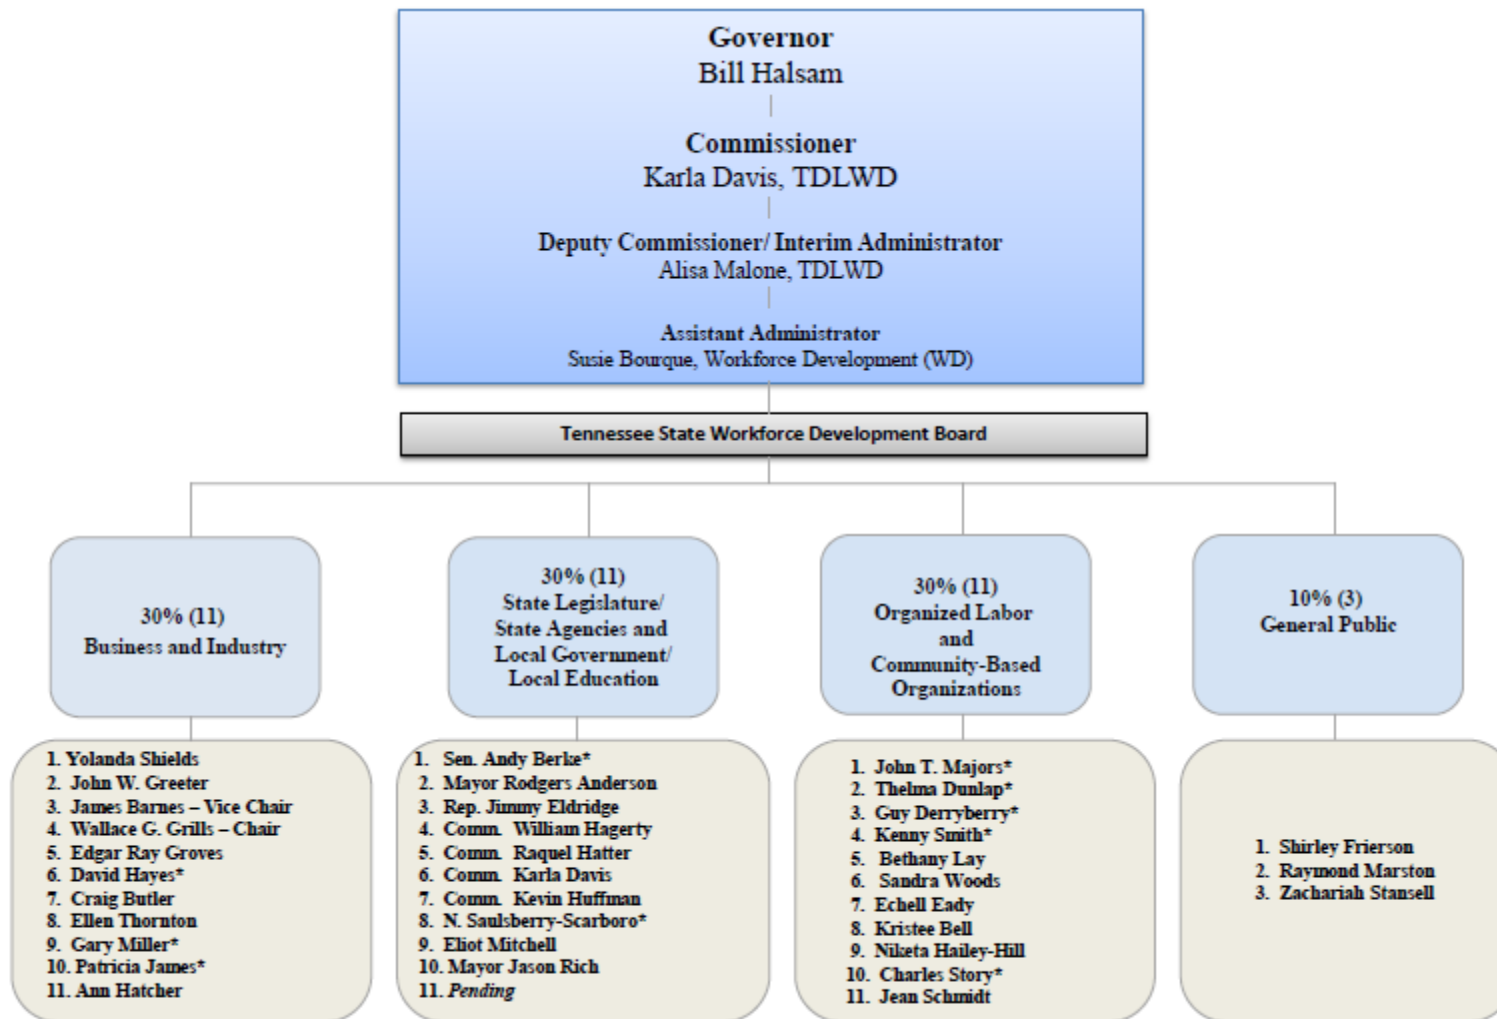 Governor
Bill Halsam
Commissioner
Karla Davis, TDLWD
Deputy Commissioner/ Interim Administrator
Alisa Malone, TDLWD
Assistant Administrator
Susie Bourque, Workforce Development (WD)
Tennessee State Workforce Development Board
30% (11)
Business and Industry
30% (11)
State Legislature/
State Agencies and
Local Government/
Local Education
30% (11)
Organized Labor
and
Community-Based
Organizations
10% (3)
General Public
1. Yolanda Shields
2. John W. Greeter
3. James Barnes – Vice Chair
4. Wallace G. Grills – Chair
5. Edgar Ray Groves
6. David Hayes*
7. Craig Butler
8. Ellen Thornton
9. Gary Miller*
10. Patricia James*
11. Ann Hatcher
1. Sen. Andy Berke*
2. Mayor Rodgers Anderson
3. Rep. Jimmy Eldridge
4. Comm. William Hagerty
5. Comm. Raquel Hatter
6. Comm. Karla Davis
7. Comm. Kevin Huffman
8. N. Saulsberry-Scarboro*
9. Eliot Mitchell
10. Mayor Jason Rich
11. Pending
1. John T. Majors*
2. Thelma Dunlap*
3. Guy Derryberry*
4. Kenny Smith*
5. Bethany Lay
6. Sandra Woods
7. Echell Eady
8. Kristee Bell
9. Niketa Hailey-Hill
10. Charles Story*
11. Jean Schmidt
1. Shirley Frierson
2. Raymond Marston
3. Zachariah Stansell